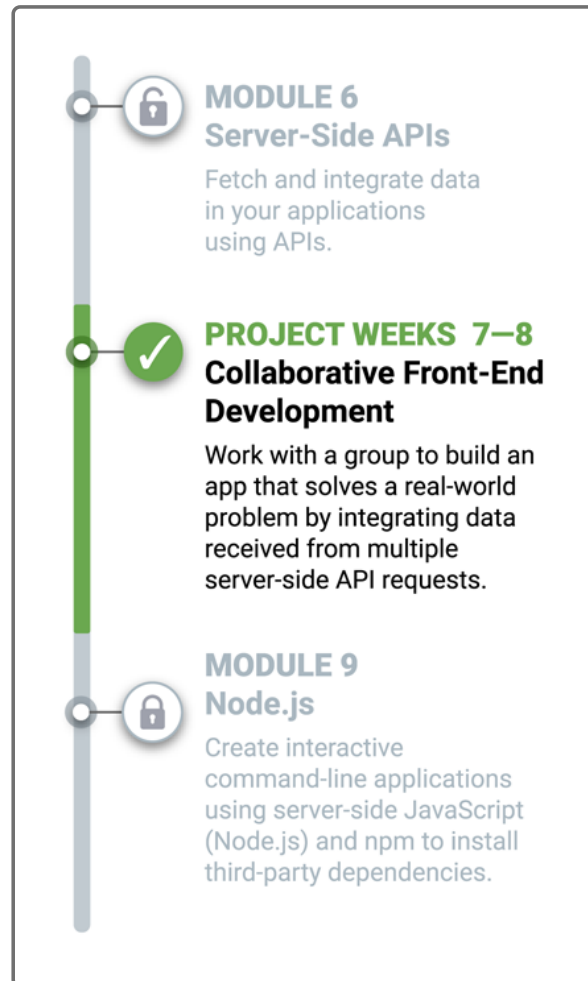 MODULE 6
Server-Side APIs
Fetch and integrate data
in your applications
using APIs.
PROJECT WEEKS 7—8
Collaborative Front-End
Development
Work with a group to build an
app that solves a real-world
problem by integrating data
received from multiple
server-side API requests.
MODULE 9
Node.js
Create interactive
command-line applications
using server-side JavaScript
(Node.js) and npm to install
third-party dependencies.